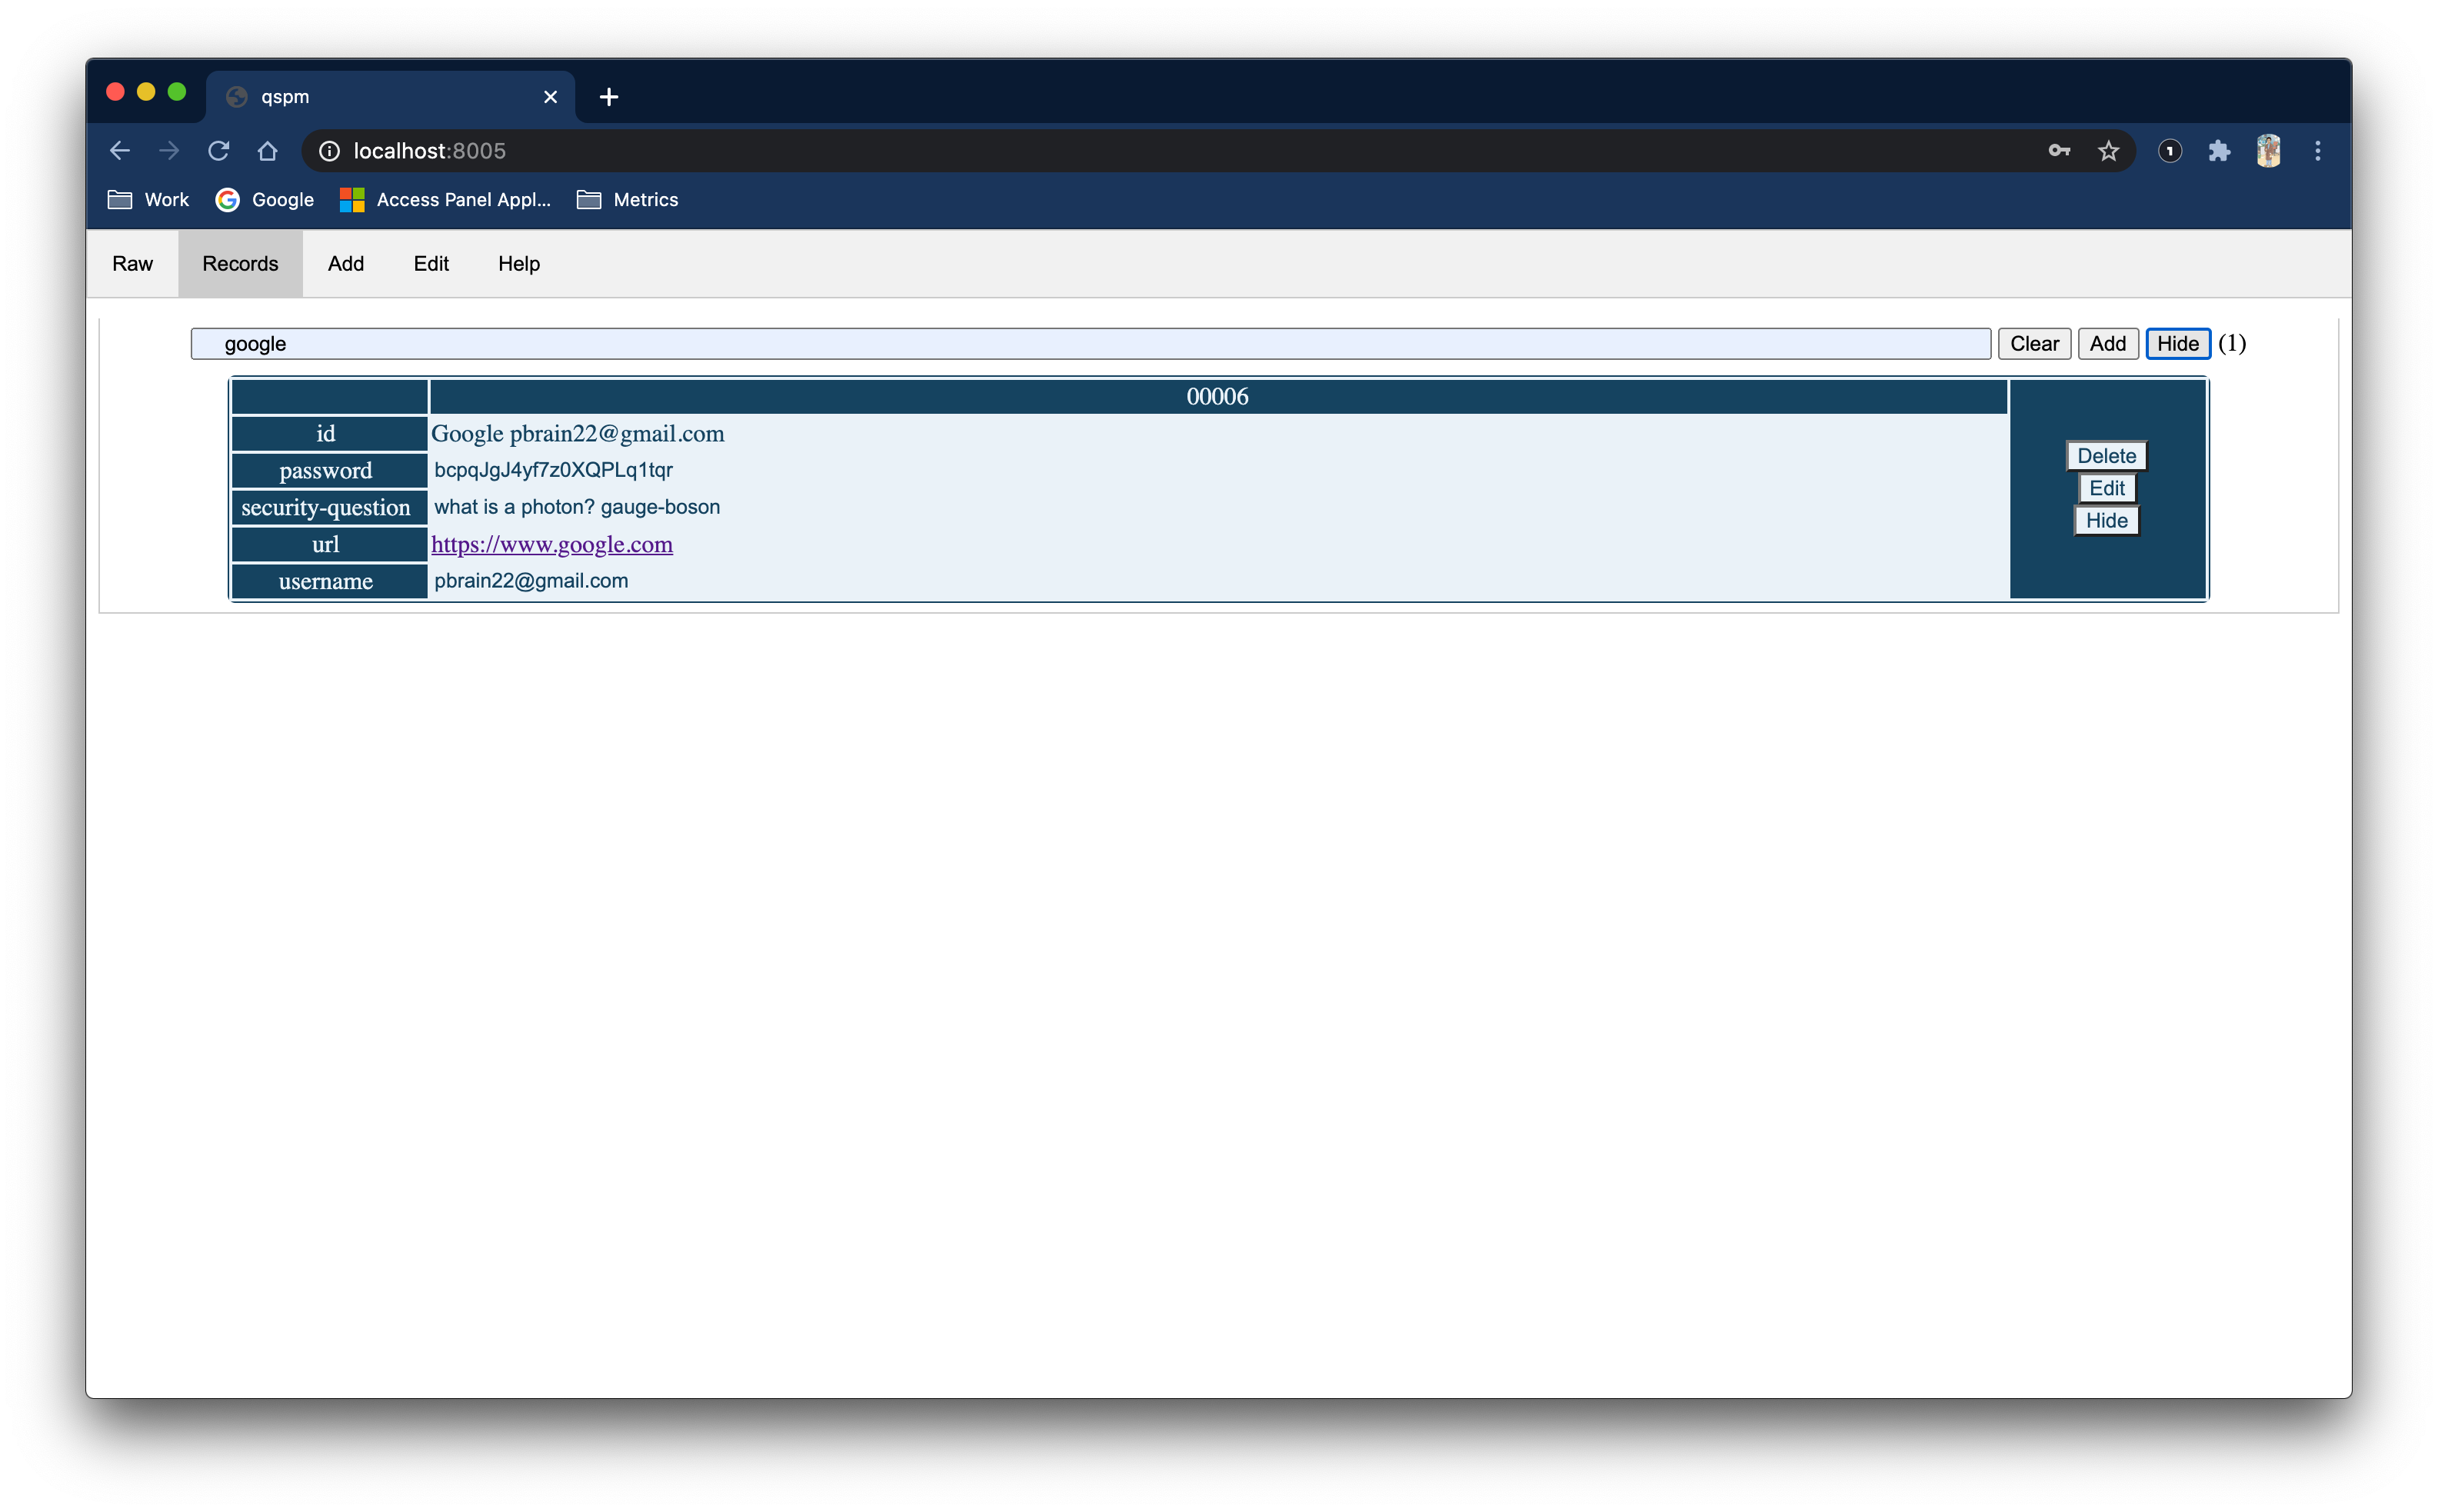 qspm
localhost:8005
1
Work Google Access Panel Appl... Metrics
Raw Records Add Edit Help
google Clear Add Hide (1)
00006
id Google pbrain22@gmail.com
password bcpqJgJ4yf7z0XQPLq1tqr
security-question what is a photon? gauge-boson
url https://www.google.com
username pbrain22@gmail.com
Delete
Edit
Hide